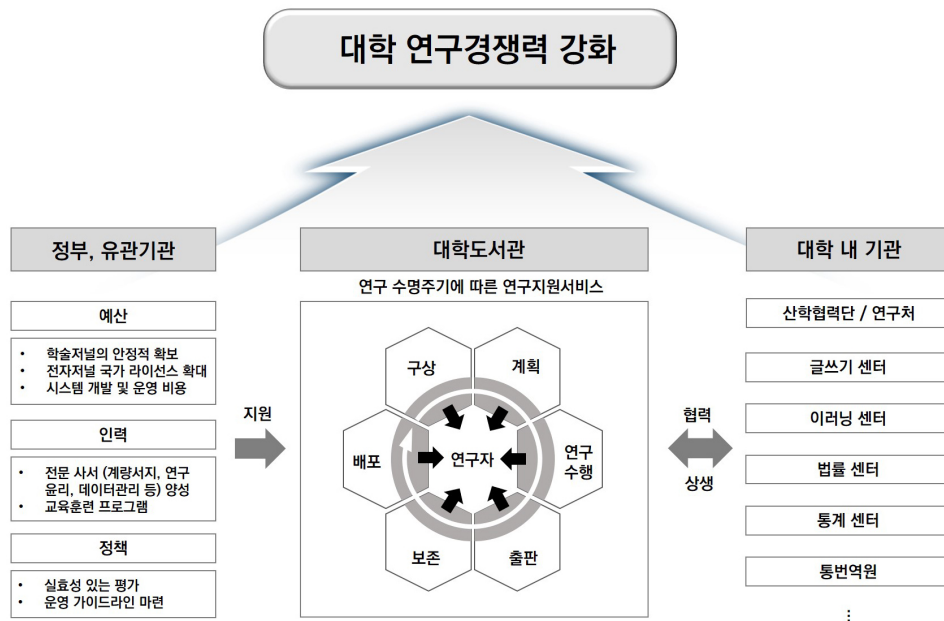 대학 연구경쟁력 강화
정부, 유관기관
예산
• 학술저널의 안정적 확보
• 전자저널 국가 라이선스 확대
• 시스템 개발 및 운영 비용
인력
• 전문 사서 (계량서지, 연구
윤리, 데이터관리 등) 양성
• 교육훈련 프로그램
정책
• 실효성 있는 평가
• 운영 가이드라인 마련
지원
대학도서관
연구 수명주기에 따른 연구지원서비스
구상
계획
배포
연구자
연구
수행
보존
출판
협력
상생
대학 내 기관
산학협력단 / 연구처
글쓰기 센터
이러닝 센터
법률 센터
통계 센터
통번역원
⋮